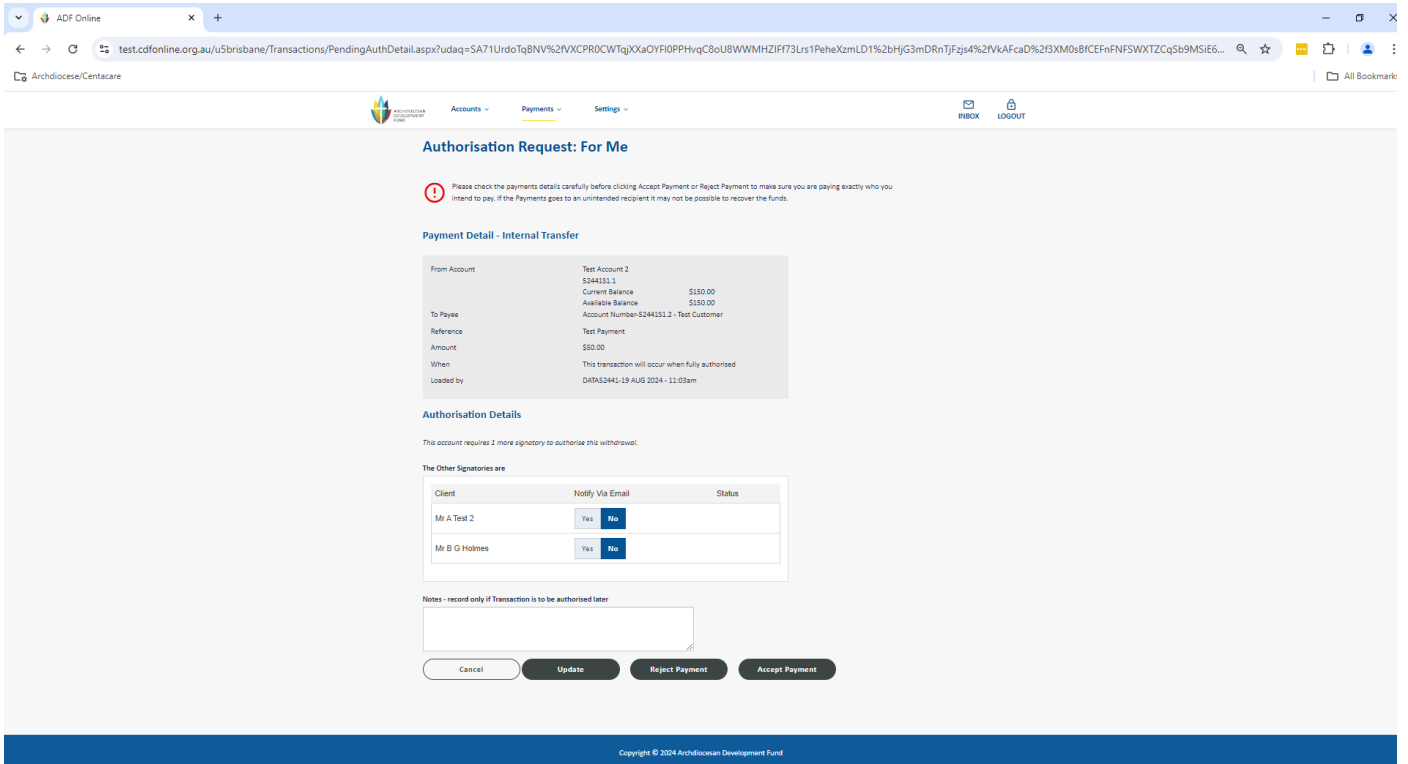 ADF Online
test.cdfonline.org.au/u5brisbane/Transactions/PendingAuthDetail.aspx?udaq=SA71UrdoTqBNV%2fVXCPR0CWTqjXXaOYFI0PPHvqC8oU8WWMHZIFf73Lrs1PeheXzmLD1%2bHjG3mDRnTjFzjs4%2fVkAFcaD%2f3XM0sBfCEFnFNFSWXTZCqSb9MSiE6...
Archdiocese/Centacare
All Bookmarks
ARCHDIOCESAN
DEVELOPMENT
FUND
Accounts
Payments
Settings
INBOX
LOGOUT
Authorisation Request: For Me
Please check the payments details carefully before clicking Accept Payment or Reject Payment to make sure you are paying exactly who you
intend to pay. If the Payments goes to an unintended recipient it may not be possible to recover the funds.
Payment Detail - Internal Transfer
From Account Test Account 2
52441S1.1
Current Balance $150.00
Available Balance $150.00
To Payee Account Number-52441S1.2 - Test Customer
Reference Test Payment
Amount $50.00
When This transaction will occur when fully authorised
Loaded by DATA52441-19 AUG 2024 - 11:03am
Authorisation Details
This account requires 1 more signatory to authorise this withdrawal.
The Other Signatories are
Client Notify Via Email Status
Mr A Test 2 Yes No
Mr B G Holmes Yes No
Notes - record only if Transaction is to be authorised later
Cancel Update Reject Payment Accept Payment
Copyright © 2024 Archdiocesan Development Fund